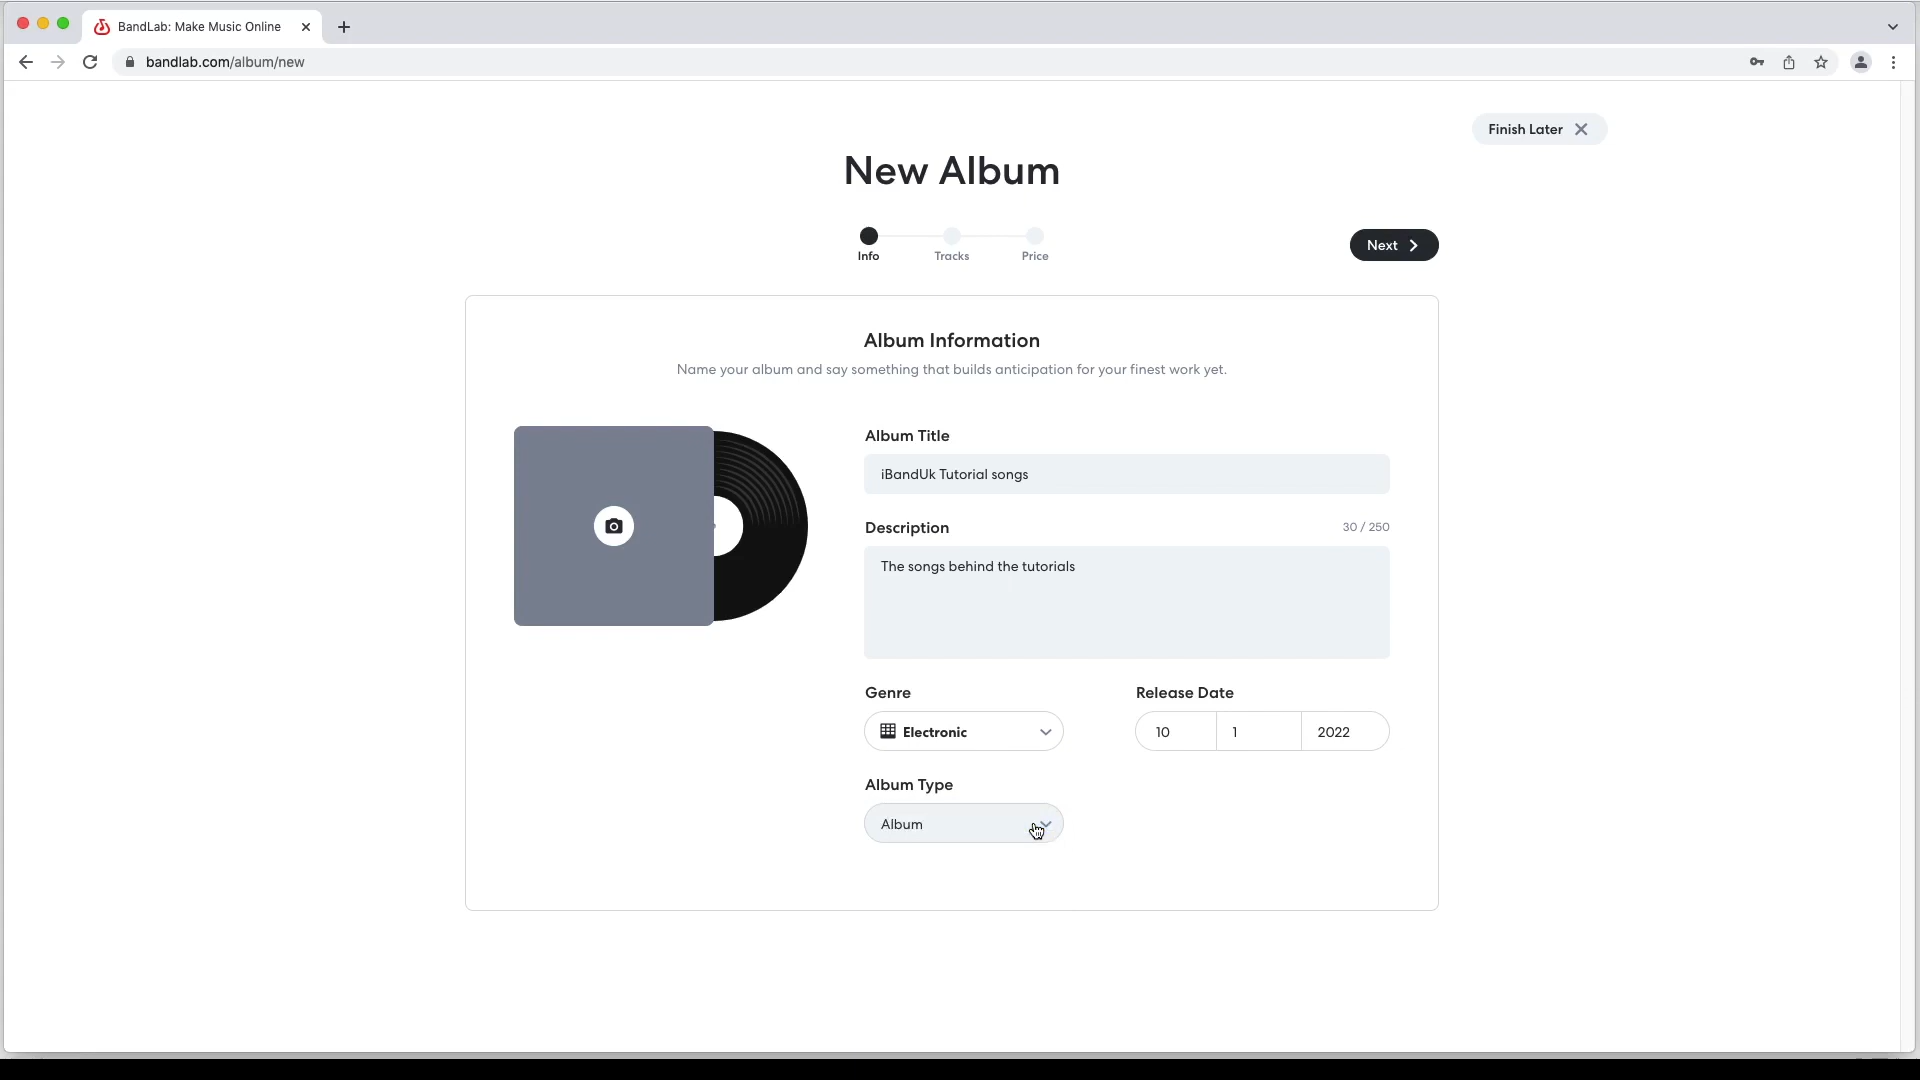 BandLab: Make Music Online
bandlab.com/album/new
Finish Later
New Album
Info
Tracks
Price
Next
Album Information
Name your album and say something that builds anticipation for your finest work yet.
Album Title
iBandUk Tutorial songs
Description
30 / 250
The songs behind the tutorials
Genre
Release Date
Electronic
10
1
2022
Album Type
Album